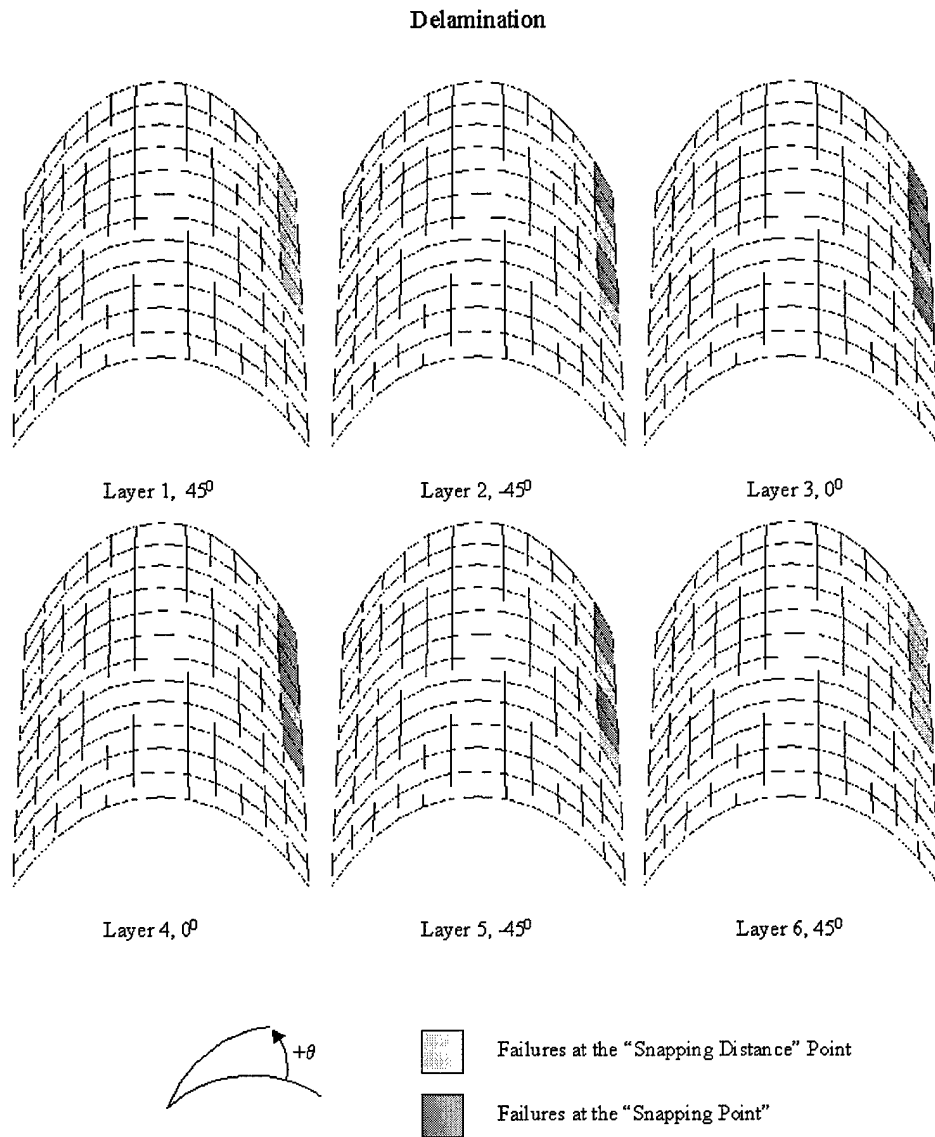 Delamination
Layer 1, 45⁰
Layer 2, -45⁰
Layer 3, 0⁰
Layer 4, 0⁰
Layer 5, -45⁰
Layer 6, 45⁰
+θ
Failures at the “Snapping Distance” Point
Failures at the “Snapping Point”